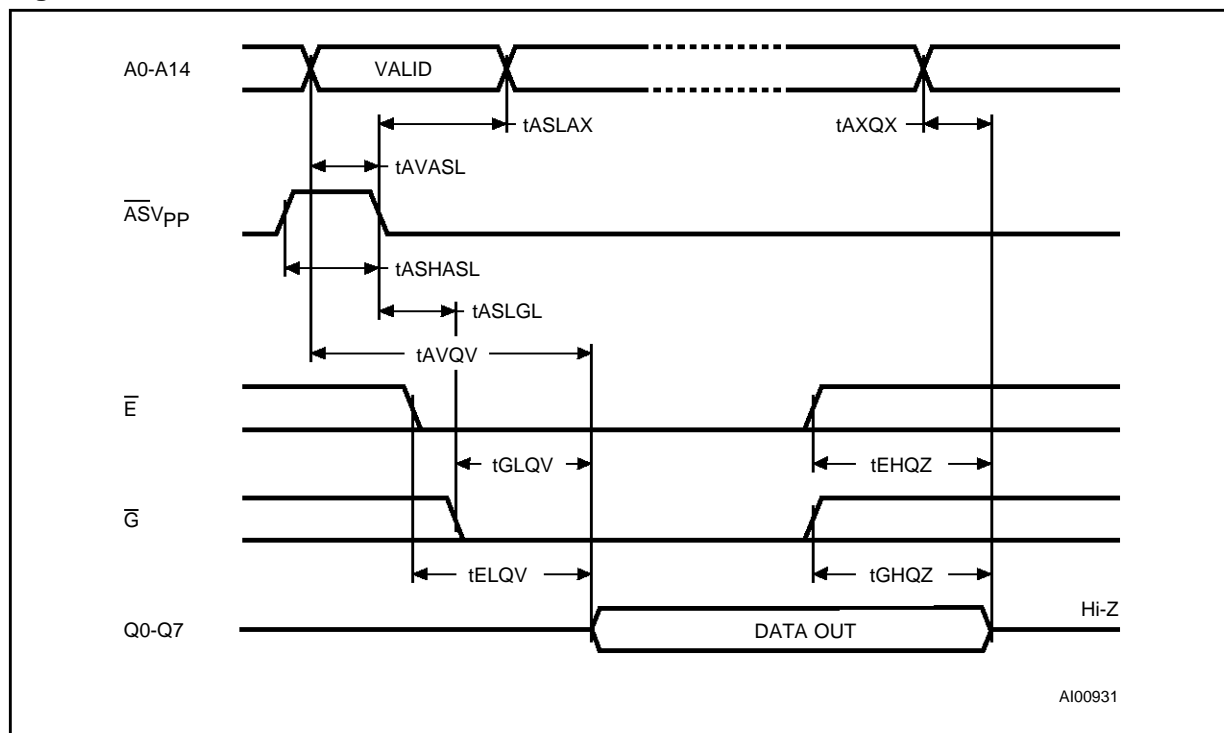 A0-A14
VALID
tASLAX
tAXQX
tAVASL
A̅S̅VPP
tASHASL
tASLGL
tAVQV
E̅
tGLQV
tEHQZ
G̅
tELQV
tGHQZ
Q0-Q7
DATA OUT
Hi-Z
AI00931